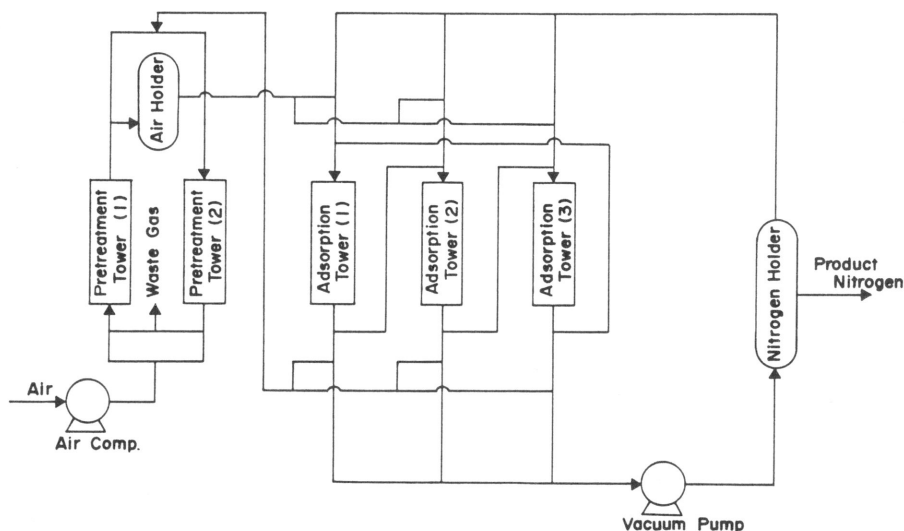 Air Holder
Pretreatment
Tower (1)
Waste Gas
Pretreatment
Tower (2)
Adsorption
Tower (1)
Adsorption
Tower (2)
Adsorption
Tower (3)
Nitrogen Holder
Product
Nitrogen
Air
Air Comp.
Vacuum Pump